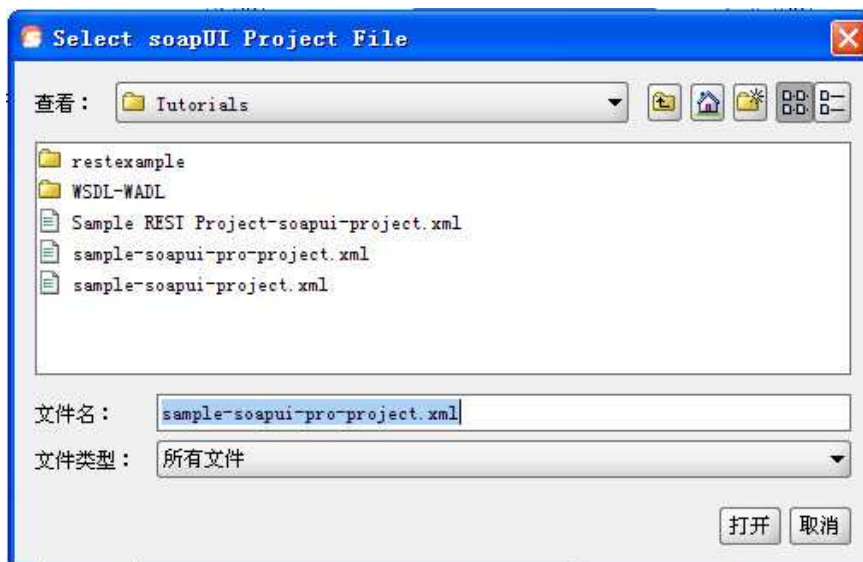 Select soapUI Project File
查看： Tutorials
restexample
WSDL-WADL
Sample REST Project-soapui-project.xml
sample-soapui-pro-project.xml
sample-soapui-project.xml
文件名： sample-soapui-pro-project.xml
文件类型： 所有文件
打开 取消